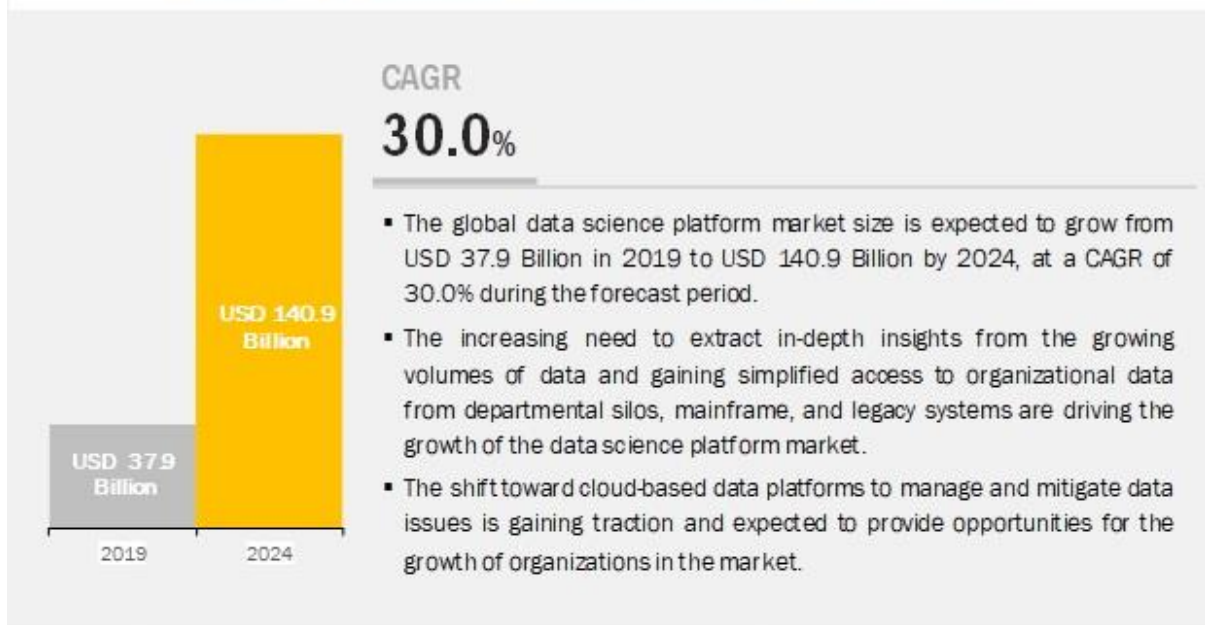 CAGR
30.0%
▪ The global data science platform market size is expected to grow from
USD 37.9 Billion in 2019 to USD 140.9 Billion by 2024, at a CAGR of
30.0% during the forecast period.
▪ The increasing need to extract in-depth insights from the growing
volumes of data and gaining simplified access to organizational data
from departmental silos, mainframe, and legacy systems are driving the
growth of the data science platform market.
▪ The shift toward cloud-based data platforms to manage and mitigate data
issues is gaining traction and expected to provide opportunities for the
growth of organizations in the market.
USD 37.9
Billion
USD 140.9
Billion
2019
2024